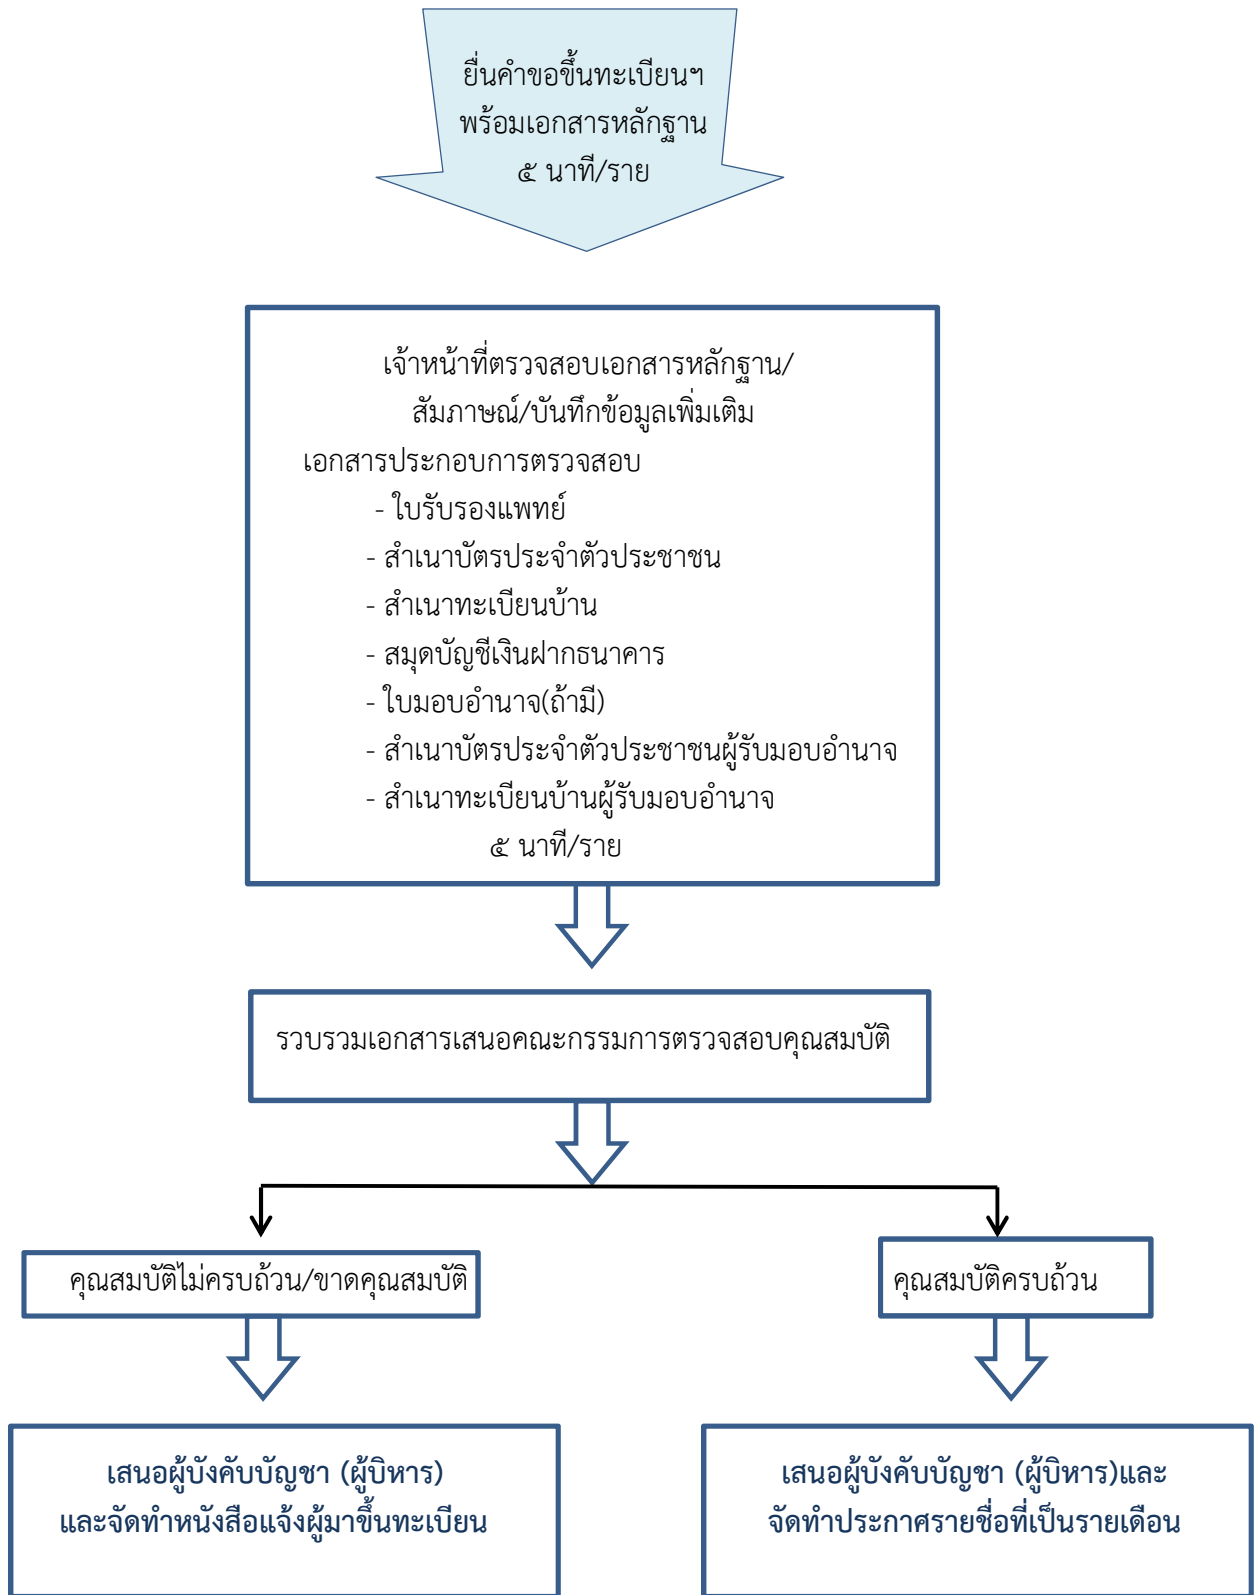 ยื่นคำขอขึ้นทะเบียนฯ
พร้อมเอกสารหลักฐาน
๕ นาที/ราย
เจ้าหน้าที่ตรวจสอบเอกสารหลักฐาน/
สัมภาษณ์/บันทึกข้อมูลเพิ่มเติม
เอกสารประกอบการตรวจสอบ
- ใบรับรองแพทย์
- สำเนาบัตรประจำตัวประชาชน
- สำเนาทะเบียนบ้าน
- สมุดบัญชีเงินฝากธนาคาร
- ใบมอบอำนาจ(ถ้ามี)
- สำเนาบัตรประจำตัวประชาชนผู้รับมอบอำนาจ
- สำเนาทะเบียนบ้านผู้รับมอบอำนาจ
๕ นาที/ราย
รวบรวมเอกสารเสนอคณะกรรมการตรวจสอบคุณสมบัติ
คุณสมบัติไม่ครบถ้วน/ขาดคุณสมบัติ
คุณสมบัติครบถ้วน
เสนอผู้บังคับบัญชา (ผู้บิหาร)
และจัดทำหนังสือแจ้งผู้มาขึ้นทะเบียน
เสนอผู้บังคับบัญชา (ผู้บิหาร)และ
จัดทำประกาศรายชื่อที่เป็นรายเดือน